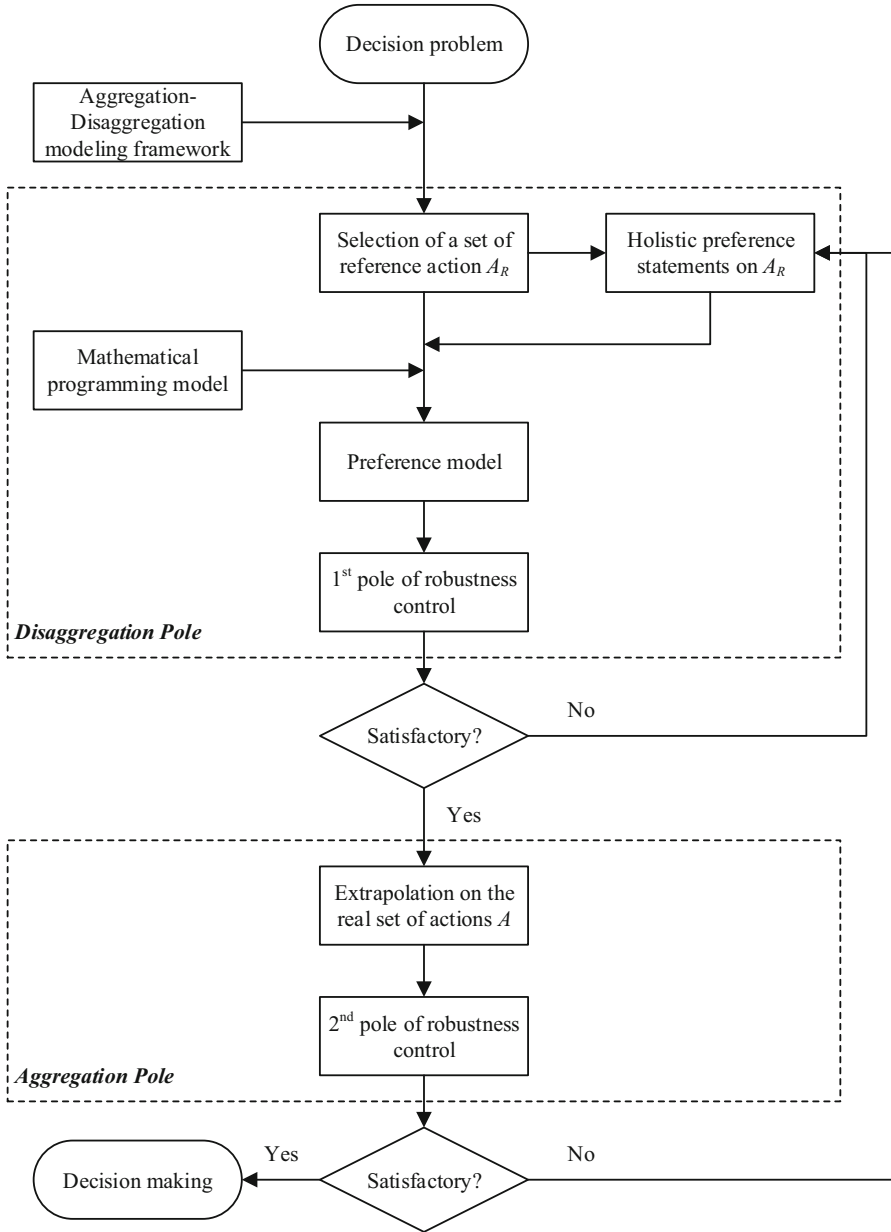 Decision problem
Aggregation-
Disaggregation
modeling framework
Selection of a set of
reference action A_R
Holistic preference
statements on A_R
Mathematical
programming model
Preference model
1st pole of robustness
control
Disaggregation Pole
Satisfactory?
No
Yes
Extrapolation on the
real set of actions A
2nd pole of robustness
control
Aggregation Pole
Yes
No
Decision making
Satisfactory?